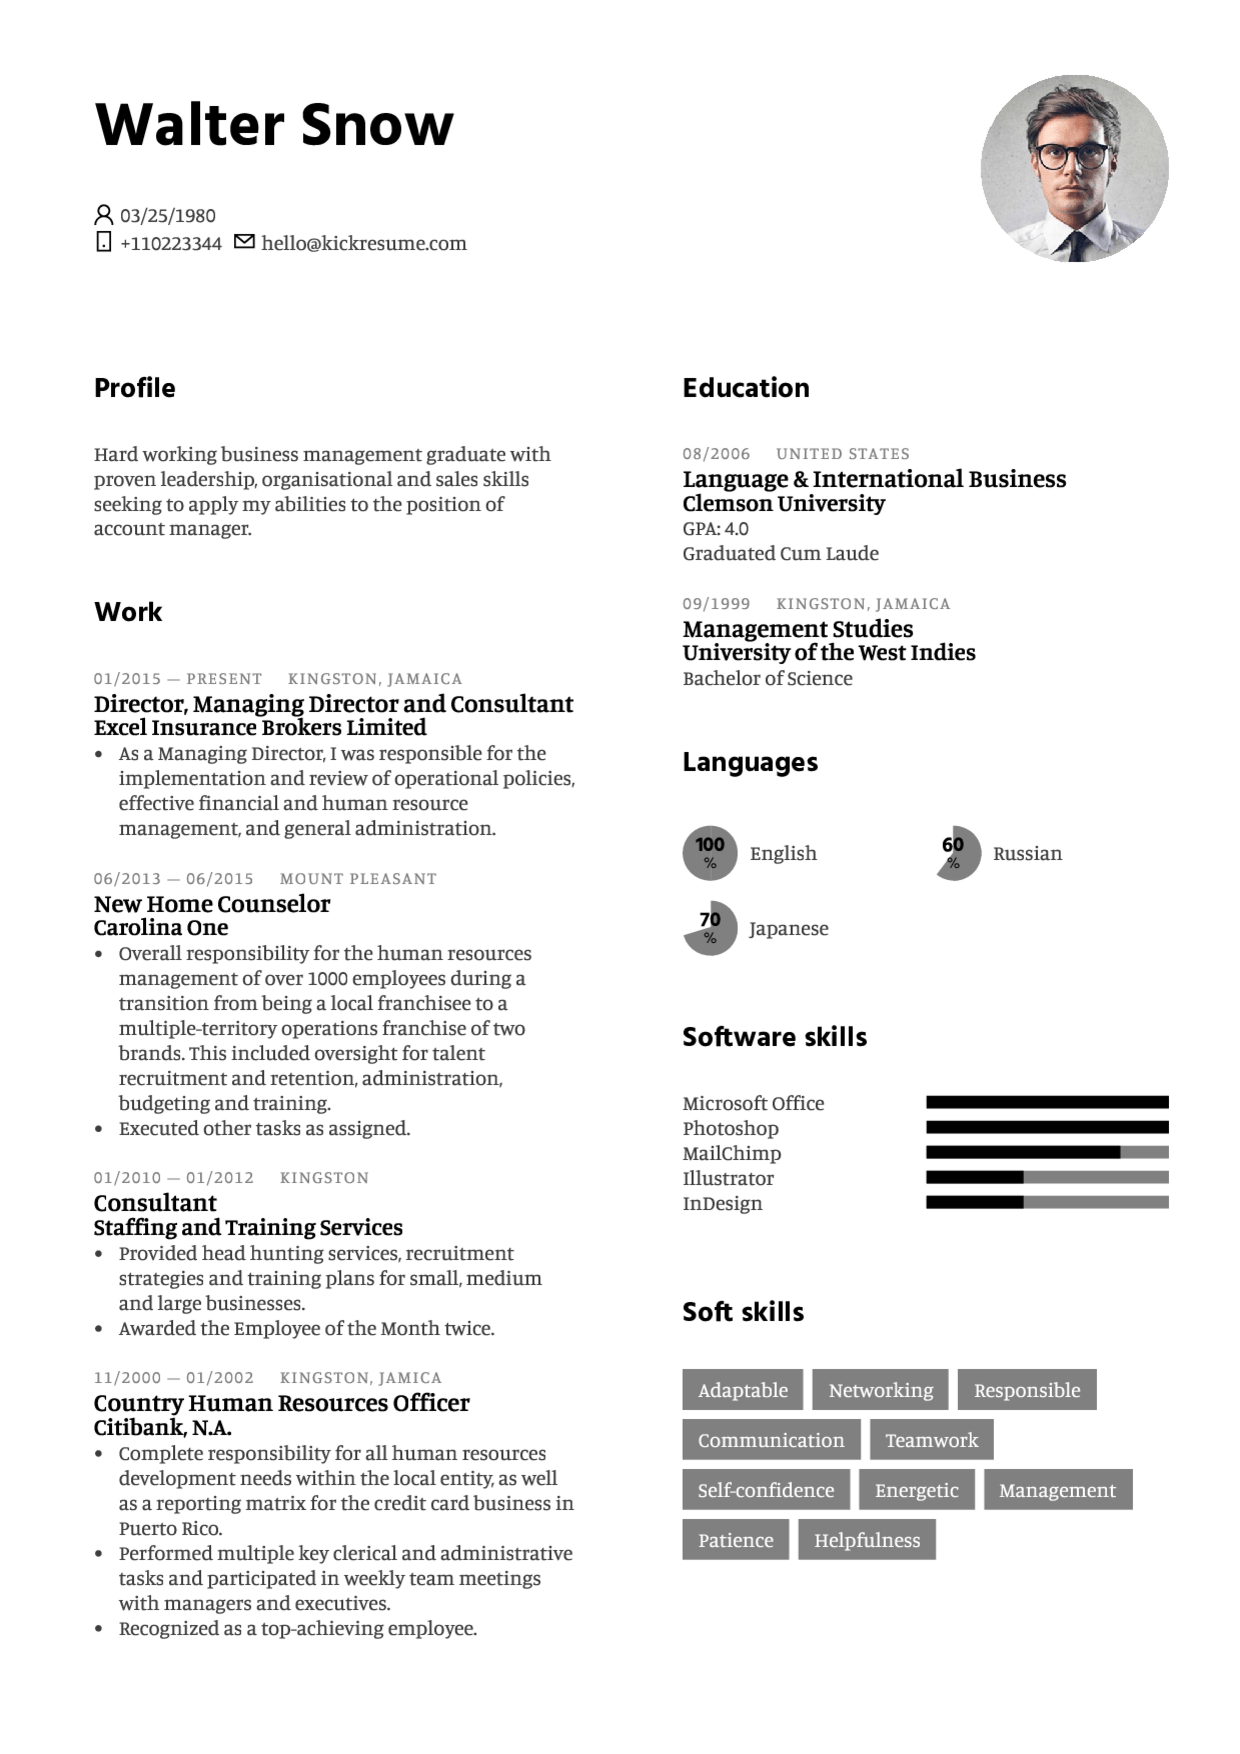 Walter Snow
03/25/1980
+110223344 hello@kickresume.com
Profile
Hard working business management graduate with
proven leadership, organisational and sales skills
seeking to apply my abilities to the position of
account manager.
Work
01/2015 — PRESENT KINGSTON, JAMAICA
Director, Managing Director and Consultant
Excel Insurance Brokers Limited
• As a Managing Director, I was responsible for the
implementation and review of operational policies,
effective financial and human resource
management, and general administration.
06/2013 — 06/2015 MOUNT PLEASANT
New Home Counselor
Carolina One
• Overall responsibility for the human resources
management of over 1000 employees during a
transition from being a local franchisee to a
multiple-territory operations franchise of two
brands. This included oversight for talent
recruitment and retention, administration,
budgeting and training.
• Executed other tasks as assigned.
01/2010 — 01/2012 KINGSTON
Consultant
Staffing and Training Services
• Provided head hunting services, recruitment
strategies and training plans for small, medium
and large businesses.
• Awarded the Employee of the Month twice.
11/2000 — 01/2002 KINGSTON, JAMICA
Country Human Resources Officer
Citibank, N.A.
• Complete responsibility for all human resources
development needs within the local entity, as well
as a reporting matrix for the credit card business in
Puerto Rico.
• Performed multiple key clerical and administrative
tasks and participated in weekly team meetings
with managers and executives.
• Recognized as a top-achieving employee.
Education
08/2006 UNITED STATES
Language & International Business
Clemson University
GPA: 4.0
Graduated Cum Laude
09/1999 KINGSTON, JAMAICA
Management Studies
University of the West Indies
Bachelor of Science
Languages
100 % English
60 % Russian
70 % Japanese
Software skills
Microsoft Office
Photoshop
MailChimp
Illustrator
InDesign
Soft skills
Adaptable Networking Responsible
Communication Teamwork
Self-confidence Energetic Management
Patience Helpfulness